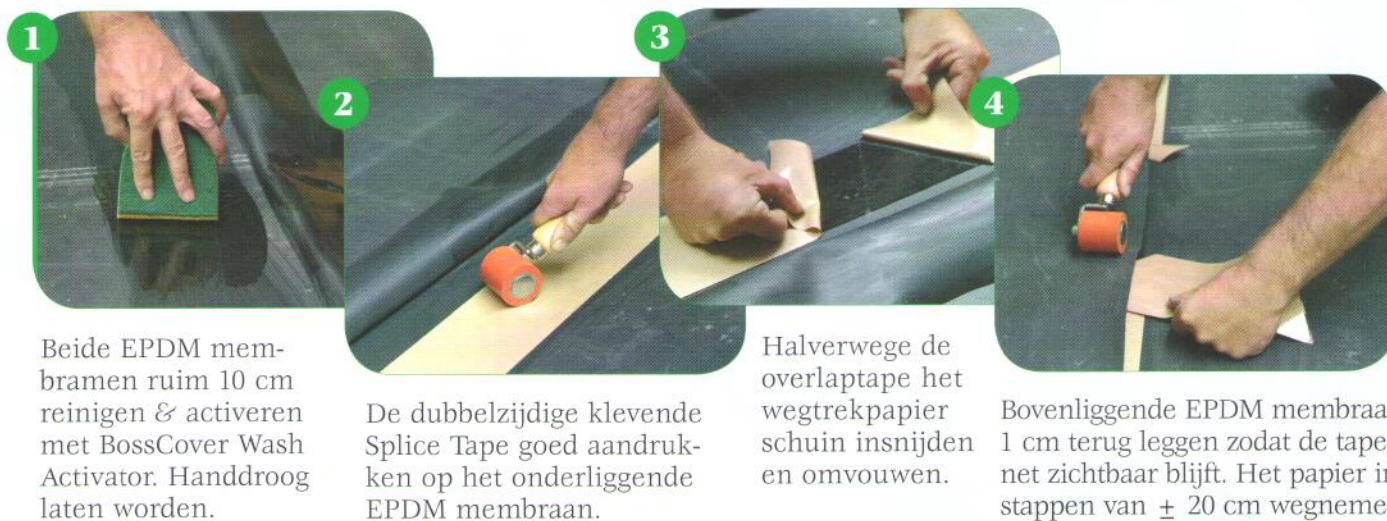 1
Beide EPDM mem-
bramen ruim 10 cm
reinigen & activeren
met BossCover Wash
Activator. Handdroog
laten worden.
2
De dubbelzijdige klevende
Splice Tape goed aandruk-
ken op het onderliggende
EPDM membraan.
3
Halverwege de
overlaptape het
wegtrekpapier
schuin insnijden
en omvouwen.
4
Bovenliggende EPDM membraa
1 cm terug leggen zodat de tape
net zichtbaar blijft. Het papier in
stappen van ± 20 cm wegneme